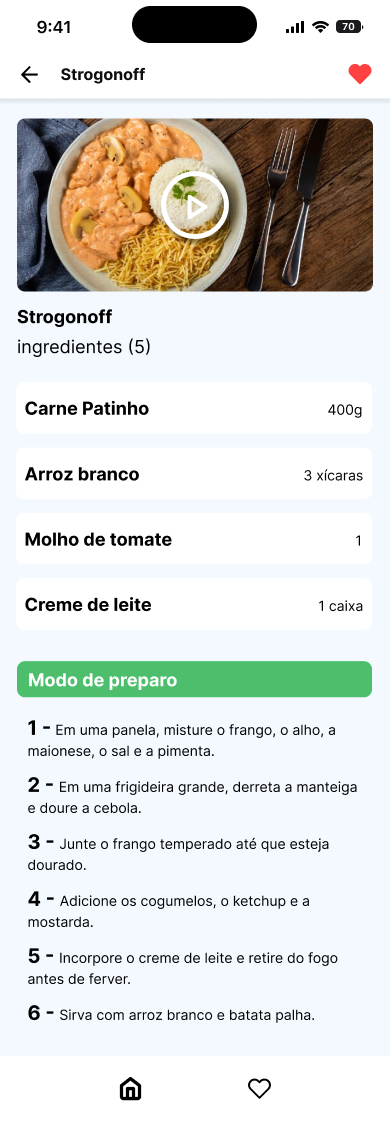 9:41
70
Strogonoff
Strogonoff
ingredientes (5)
Carne Patinho 400g
Arroz branco 3 xícaras
Molho de tomate 1
Creme de leite 1 caixa
Modo de preparo
1 - Em uma panela, misture o frango, o alho, a
maionese, o sal e a pimenta.
2 - Em uma frigideira grande, derreta a manteiga
e doure a cebola.
3 - Junte o frango temperado até que esteja
dourado.
4 - Adicione os cogumelos, o ketchup e a
mostarda.
5 - Incorpore o creme de leite e retire do fogo
antes de ferver.
6 - Sirva com arroz branco e batata palha.